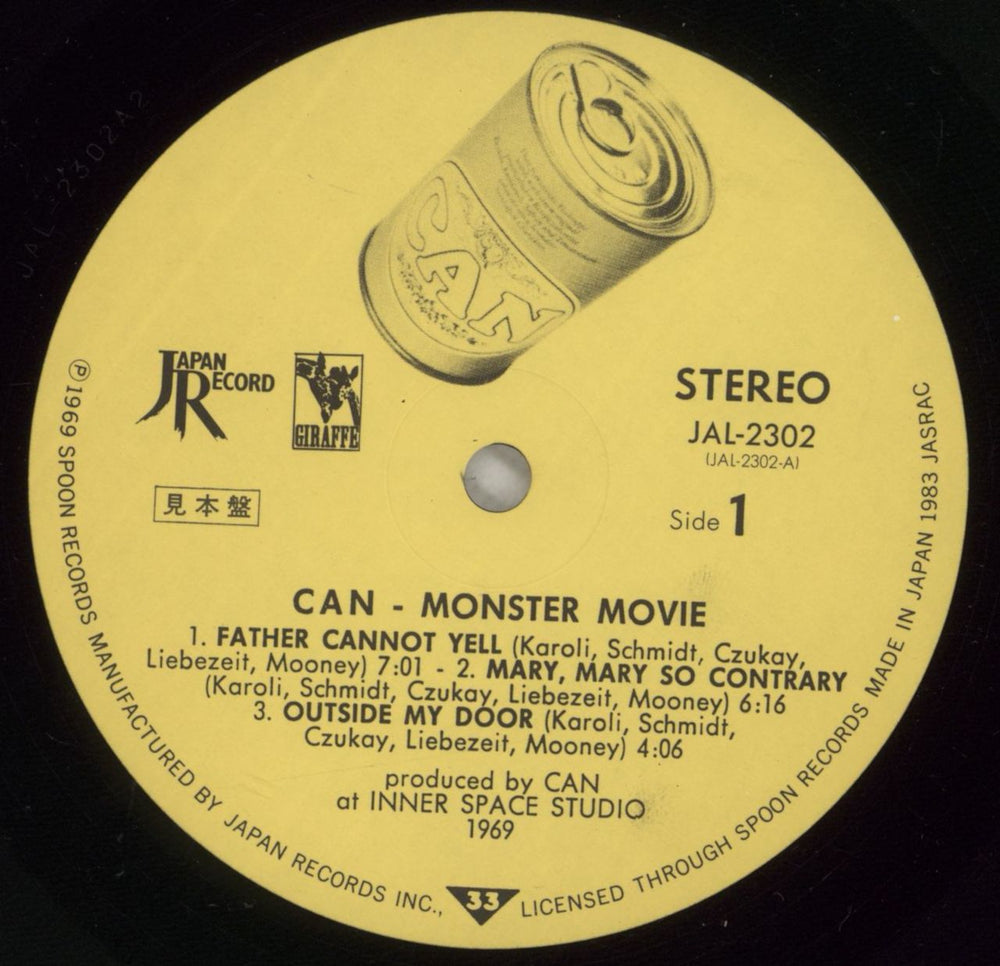 JAL-2302A2
CAN
JAPAN
RECORD
GIRAFFE
見本盤
STEREO
JAL-2302
(JAL-2302-A)
Side 1
CAN - MONSTER MOVIE
1. FATHER CANNOT YELL (Karoli, Schmidt, Czukay,
Liebezeit, Mooney) 7:01 - 2. MARY, MARY SO CONTRARY
(Karoli, Schmidt, Czukay, Liebezeit, Mooney) 6:16
3. OUTSIDE MY DOOR (Karoli, Schmidt,
Czukay, Liebezeit, Mooney) 4:06
produced by CAN
at INNER SPACE STUDIO
1969
Ⓟ1969 SPOON RECORDS MANUFACTURED BY JAPAN RECORDS INC., 33 LICENSED THROUGH SPOON RECORDS MADE IN JAPAN 1983 JASRAC